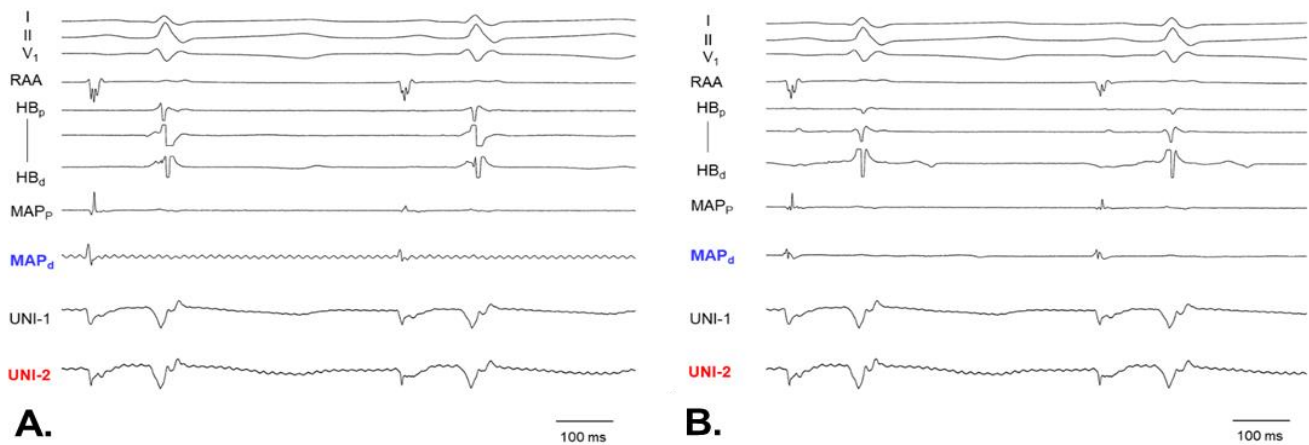 I
II
V1
RAA
HBp
HBd
MAPP
MAPd
UNI-1
UNI-2
A.
100 ms
I
II
V1
RAA
HBp
HBd
MAPP
MAPd
UNI-1
UNI-2
B.
100 ms